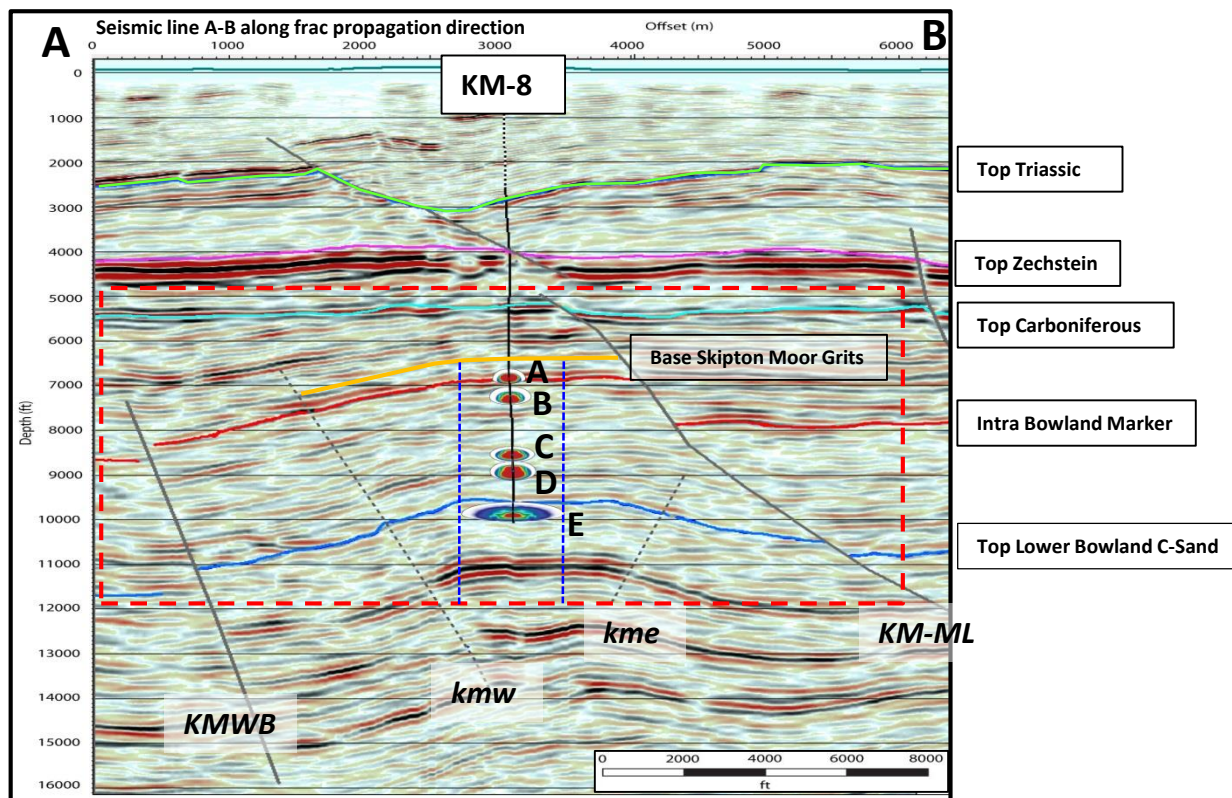 Seismic line A-B along frac propagation direction
Offset (m)
A
B
0 1000 2000 3000 4000 5000 6000
KM-8
0
1000
2000
3000
4000
5000
6000
7000
8000
9000
10000
11000
12000
13000
14000
15000
16000
Depth (ft)
Top Triassic
Top Zechstein
Top Carboniferous
Base Skipton Moor Grits
A
B
Intra Bowland Marker
C
D
E
Top Lower Bowland C-Sand
kme
KM-ML
kmw
KMWB
0 2000 4000 6000 8000
ft